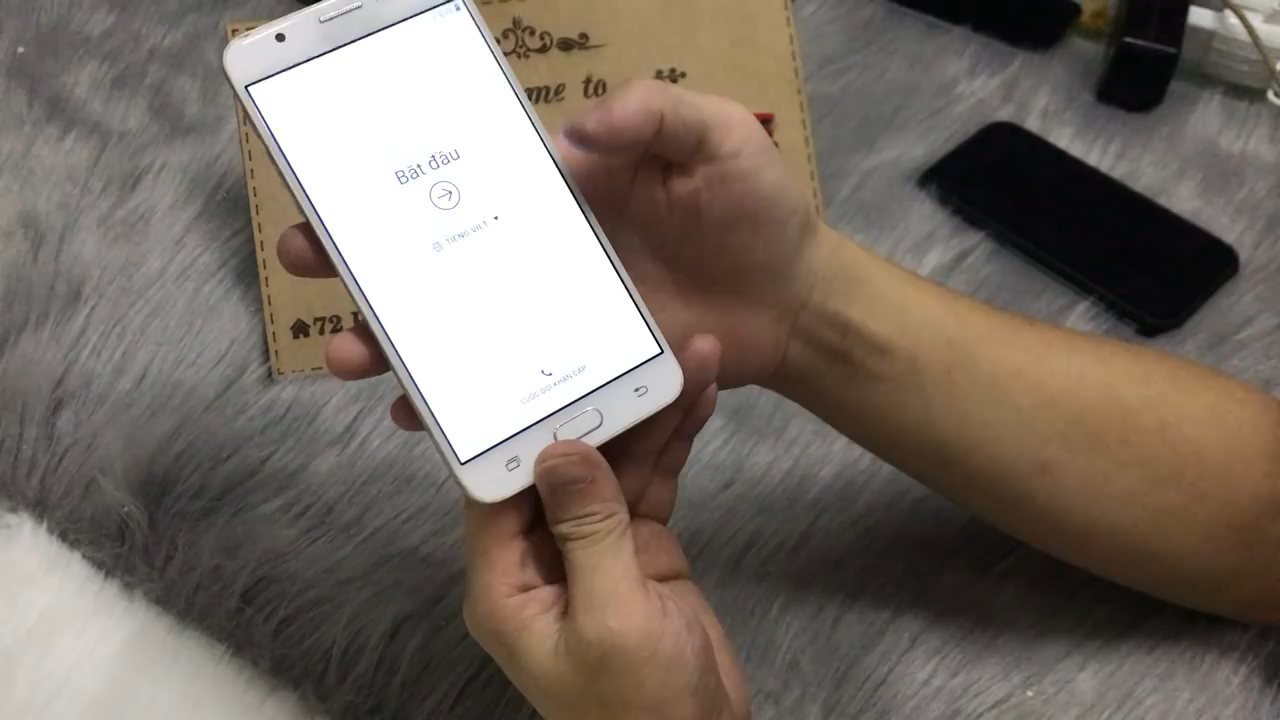 me to
Bắt đầu
TIẾNG VIỆT
72
CUỘC GỌI KHẨN CẤP